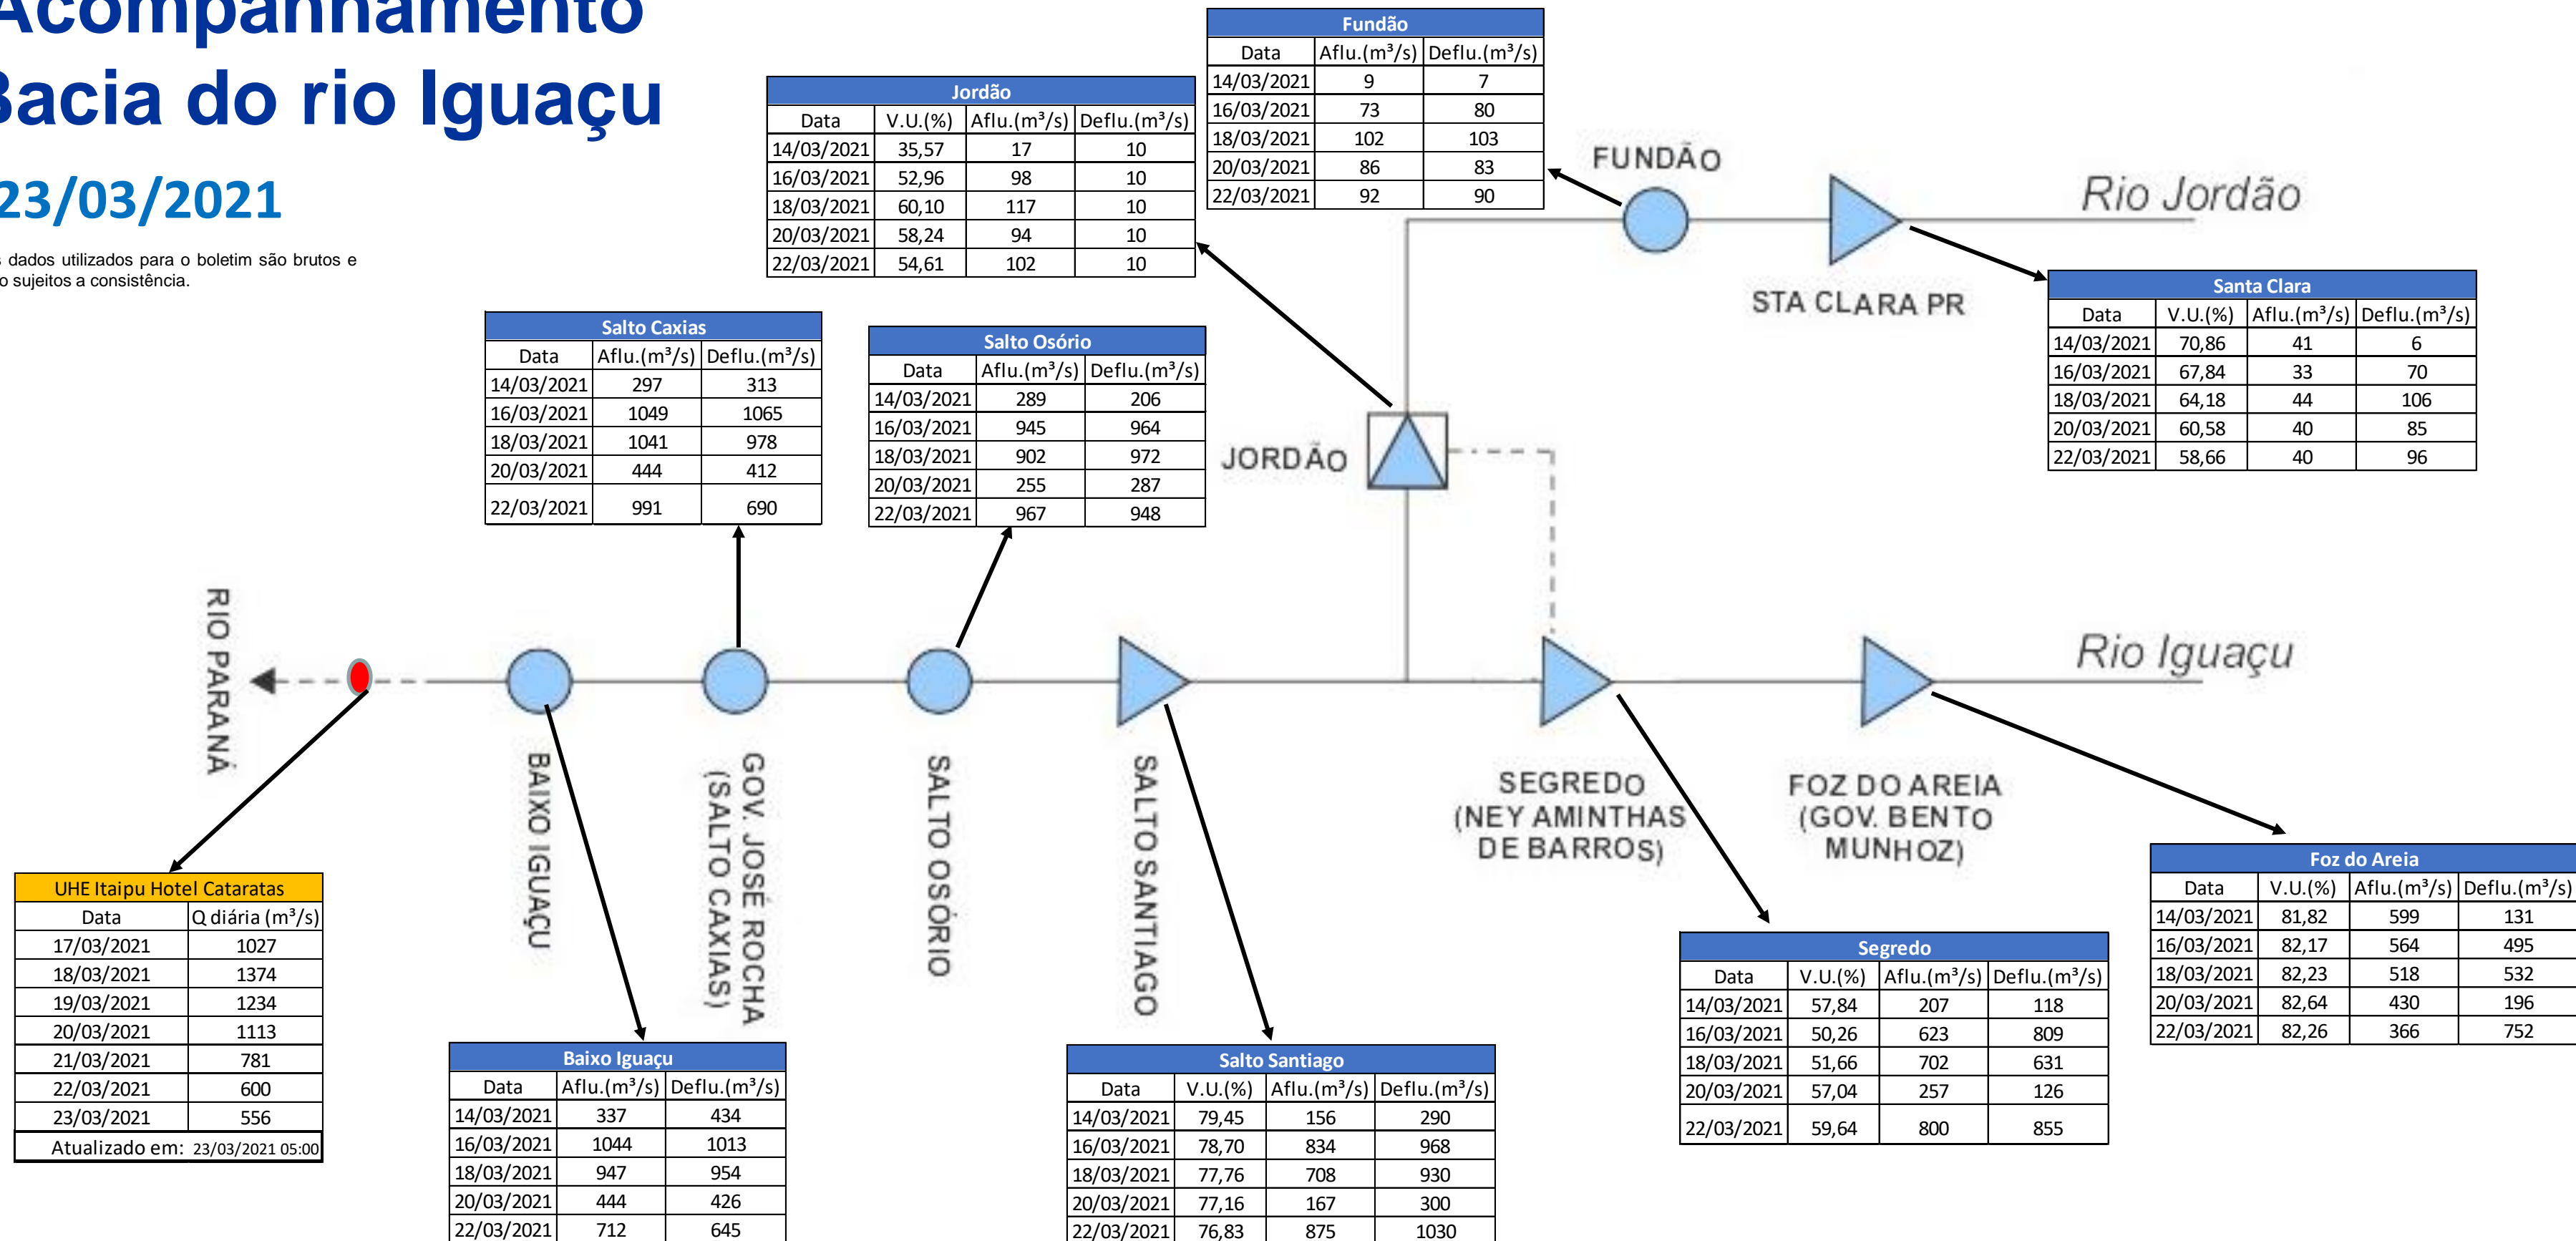 Acompanhamento
Bacia do rio Iguaçu
23/03/2021
dados utilizados para o boletim são brutos e
sujeitos a consistência.
Fundão
Data Aflu.(m³/s) Deflu.(m³/s)
14/03/2021 9 7
16/03/2021 73 80
18/03/2021 102 103
20/03/2021 86 83
22/03/2021 92 90
Jordão
Data V.U.(%) Aflu.(m³/s) Deflu.(m³/s)
14/03/2021 35,57 17 10
16/03/2021 52,96 98 10
18/03/2021 60,10 117 10
20/03/2021 58,24 94 10
22/03/2021 54,61 102 10
FUNDÃO
Rio Jordão
STA CLARA PR
Santa Clara
Data V.U.(%) Aflu.(m³/s) Deflu.(m³/s)
14/03/2021 70,86 41 6
16/03/2021 67,84 33 70
18/03/2021 64,18 44 106
20/03/2021 60,58 40 85
22/03/2021 58,66 40 96
Salto Caxias
Data Aflu.(m³/s) Deflu.(m³/s)
14/03/2021 297 313
16/03/2021 1049 1065
18/03/2021 1041 978
20/03/2021 444 412
22/03/2021 991 690
Salto Osório
Data Aflu.(m³/s) Deflu.(m³/s)
14/03/2021 289 206
16/03/2021 945 964
18/03/2021 902 972
20/03/2021 255 287
22/03/2021 967 948
JORDÃO
RIO PARANÁ
Rio Iguaçu
BAIXO IGUAÇU
GOV. JOSÉ ROCHA
(SALTO CAXIAS)
SALTO OSÓRIO
SALTO SANTIAGO
SEGREDO
(NEY AMINTHAS
DE BARROS)
FOZ DO AREIA
(GOV. BENTO
MUNHOZ)
UHE Itaipu Hotel Cataratas
Data Q diária (m³/s)
17/03/2021 1027
18/03/2021 1374
19/03/2021 1234
20/03/2021 1113
21/03/2021 781
22/03/2021 600
23/03/2021 556
Atualizado em: 23/03/2021 05:00
Baixo Iguaçu
Data Aflu.(m³/s) Deflu.(m³/s)
14/03/2021 337 434
16/03/2021 1044 1013
18/03/2021 947 954
20/03/2021 444 426
22/03/2021 712 645
Salto Santiago
Data V.U.(%) Aflu.(m³/s) Deflu.(m³/s)
14/03/2021 79,45 156 290
16/03/2021 78,70 834 968
18/03/2021 77,76 708 930
20/03/2021 77,16 167 300
22/03/2021 76,83 875 1030
Segredo
Data V.U.(%) Aflu.(m³/s) Deflu.(m³/s)
14/03/2021 57,84 207 118
16/03/2021 50,26 623 809
18/03/2021 51,66 702 631
20/03/2021 57,04 257 126
22/03/2021 59,64 800 855
Foz do Areia
Data V.U.(%) Aflu.(m³/s) Deflu.(m³/s)
14/03/2021 81,82 599 131
16/03/2021 82,17 564 495
18/03/2021 82,23 518 532
20/03/2021 82,64 430 196
22/03/2021 82,26 366 752